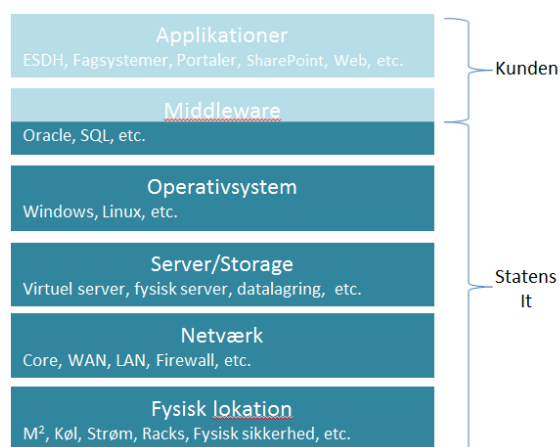 Applikationer
ESDH, Fagsystemer, Portaler, SharePoint, Web, etc.
Kunden
Middleware
Oracle, SQL, etc.
Operativsystem
Windows, Linux, etc.
Server/Storage
Virtuel server, fysisk server, datalagring, etc.
Statens
It
Netværk
Core, WAN, LAN, Firewall, etc.
Fysisk lokation
M², Køl, Strøm, Racks, Fysisk sikkerhed, etc.